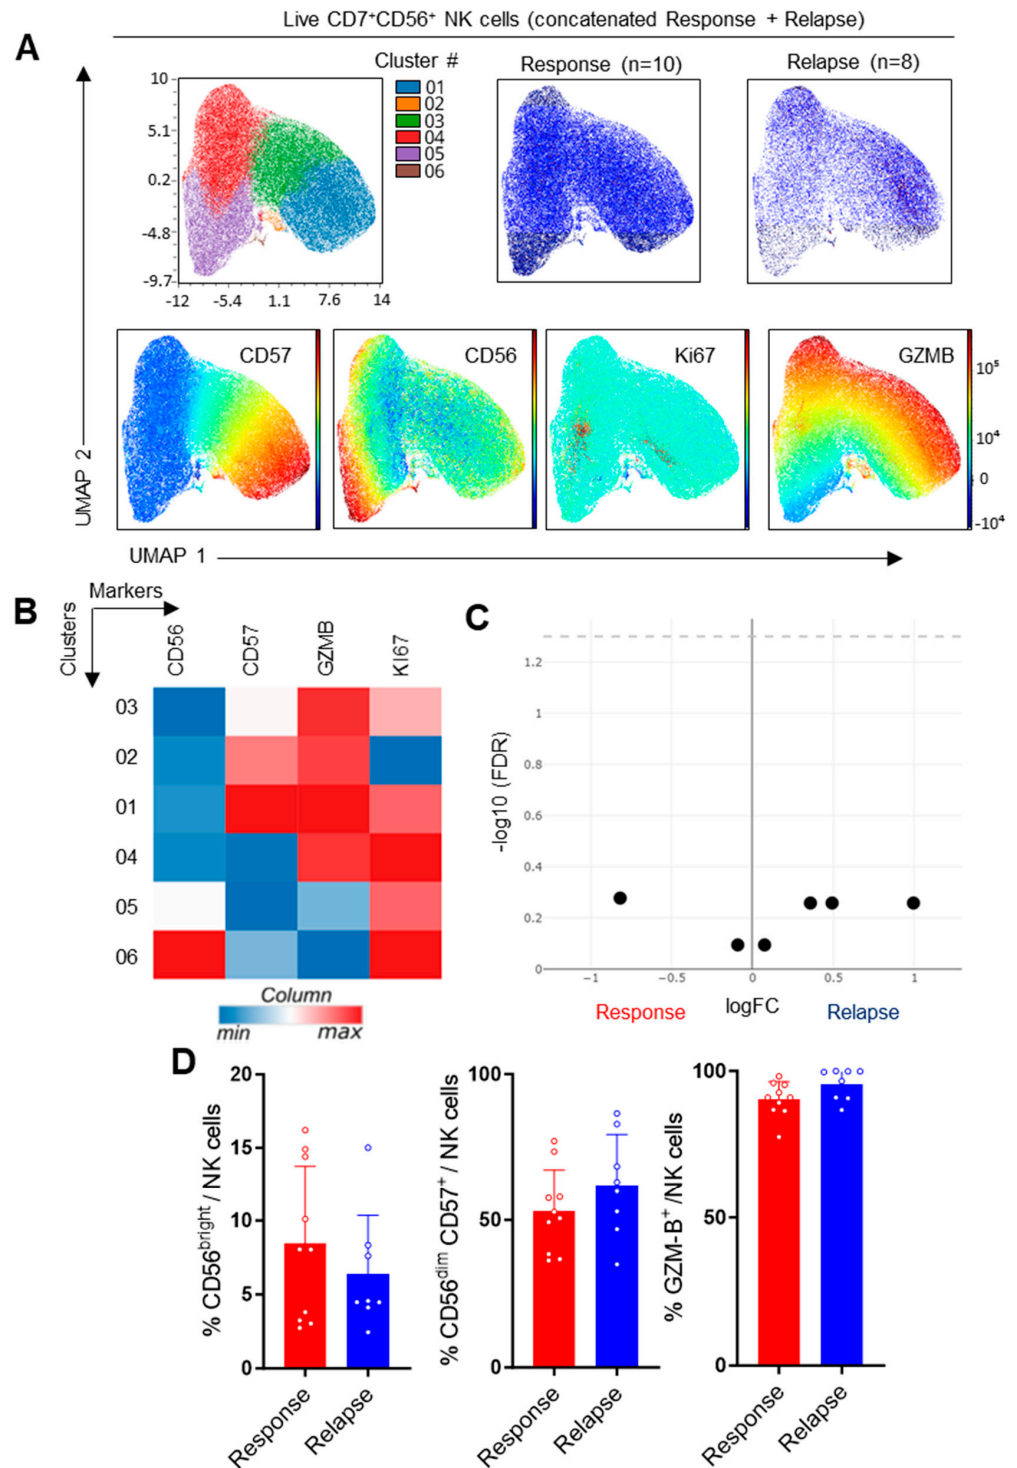 Live CD7⁺CD56⁺ NK cells (concatenated Response + Relapse)
A
Cluster #
01
02
03
04
05
06
Response (n=10)
Relapse (n=8)
10
5.1
0.2
-4.8
-9.7
-12 -5.4 1.1 7.6 14
CD57
CD56
Ki67
GZMB
10⁵
10⁴
0
-10⁴
UMAP 2
UMAP 1
B
Markers
Clusters
CD56
CD57
GZMB
KI67
03
02
01
04
05
06
Column
min max
C
-log10 (FDR)
1.2
1
0.8
0.6
0.4
0.2
0
−1 −0.5 0 0.5 1
Response logFC Relapse
D
% CD56ᵇʳⁱᵍʰᵗ / NK cells
20
15
10
5
0
Response
Relapse
% CD56ᵈⁱᵐ CD57⁺ / NK cells
100
50
0
Response
Relapse
% GZM-B⁺ /NK cells
100
50
0
Response
Relapse